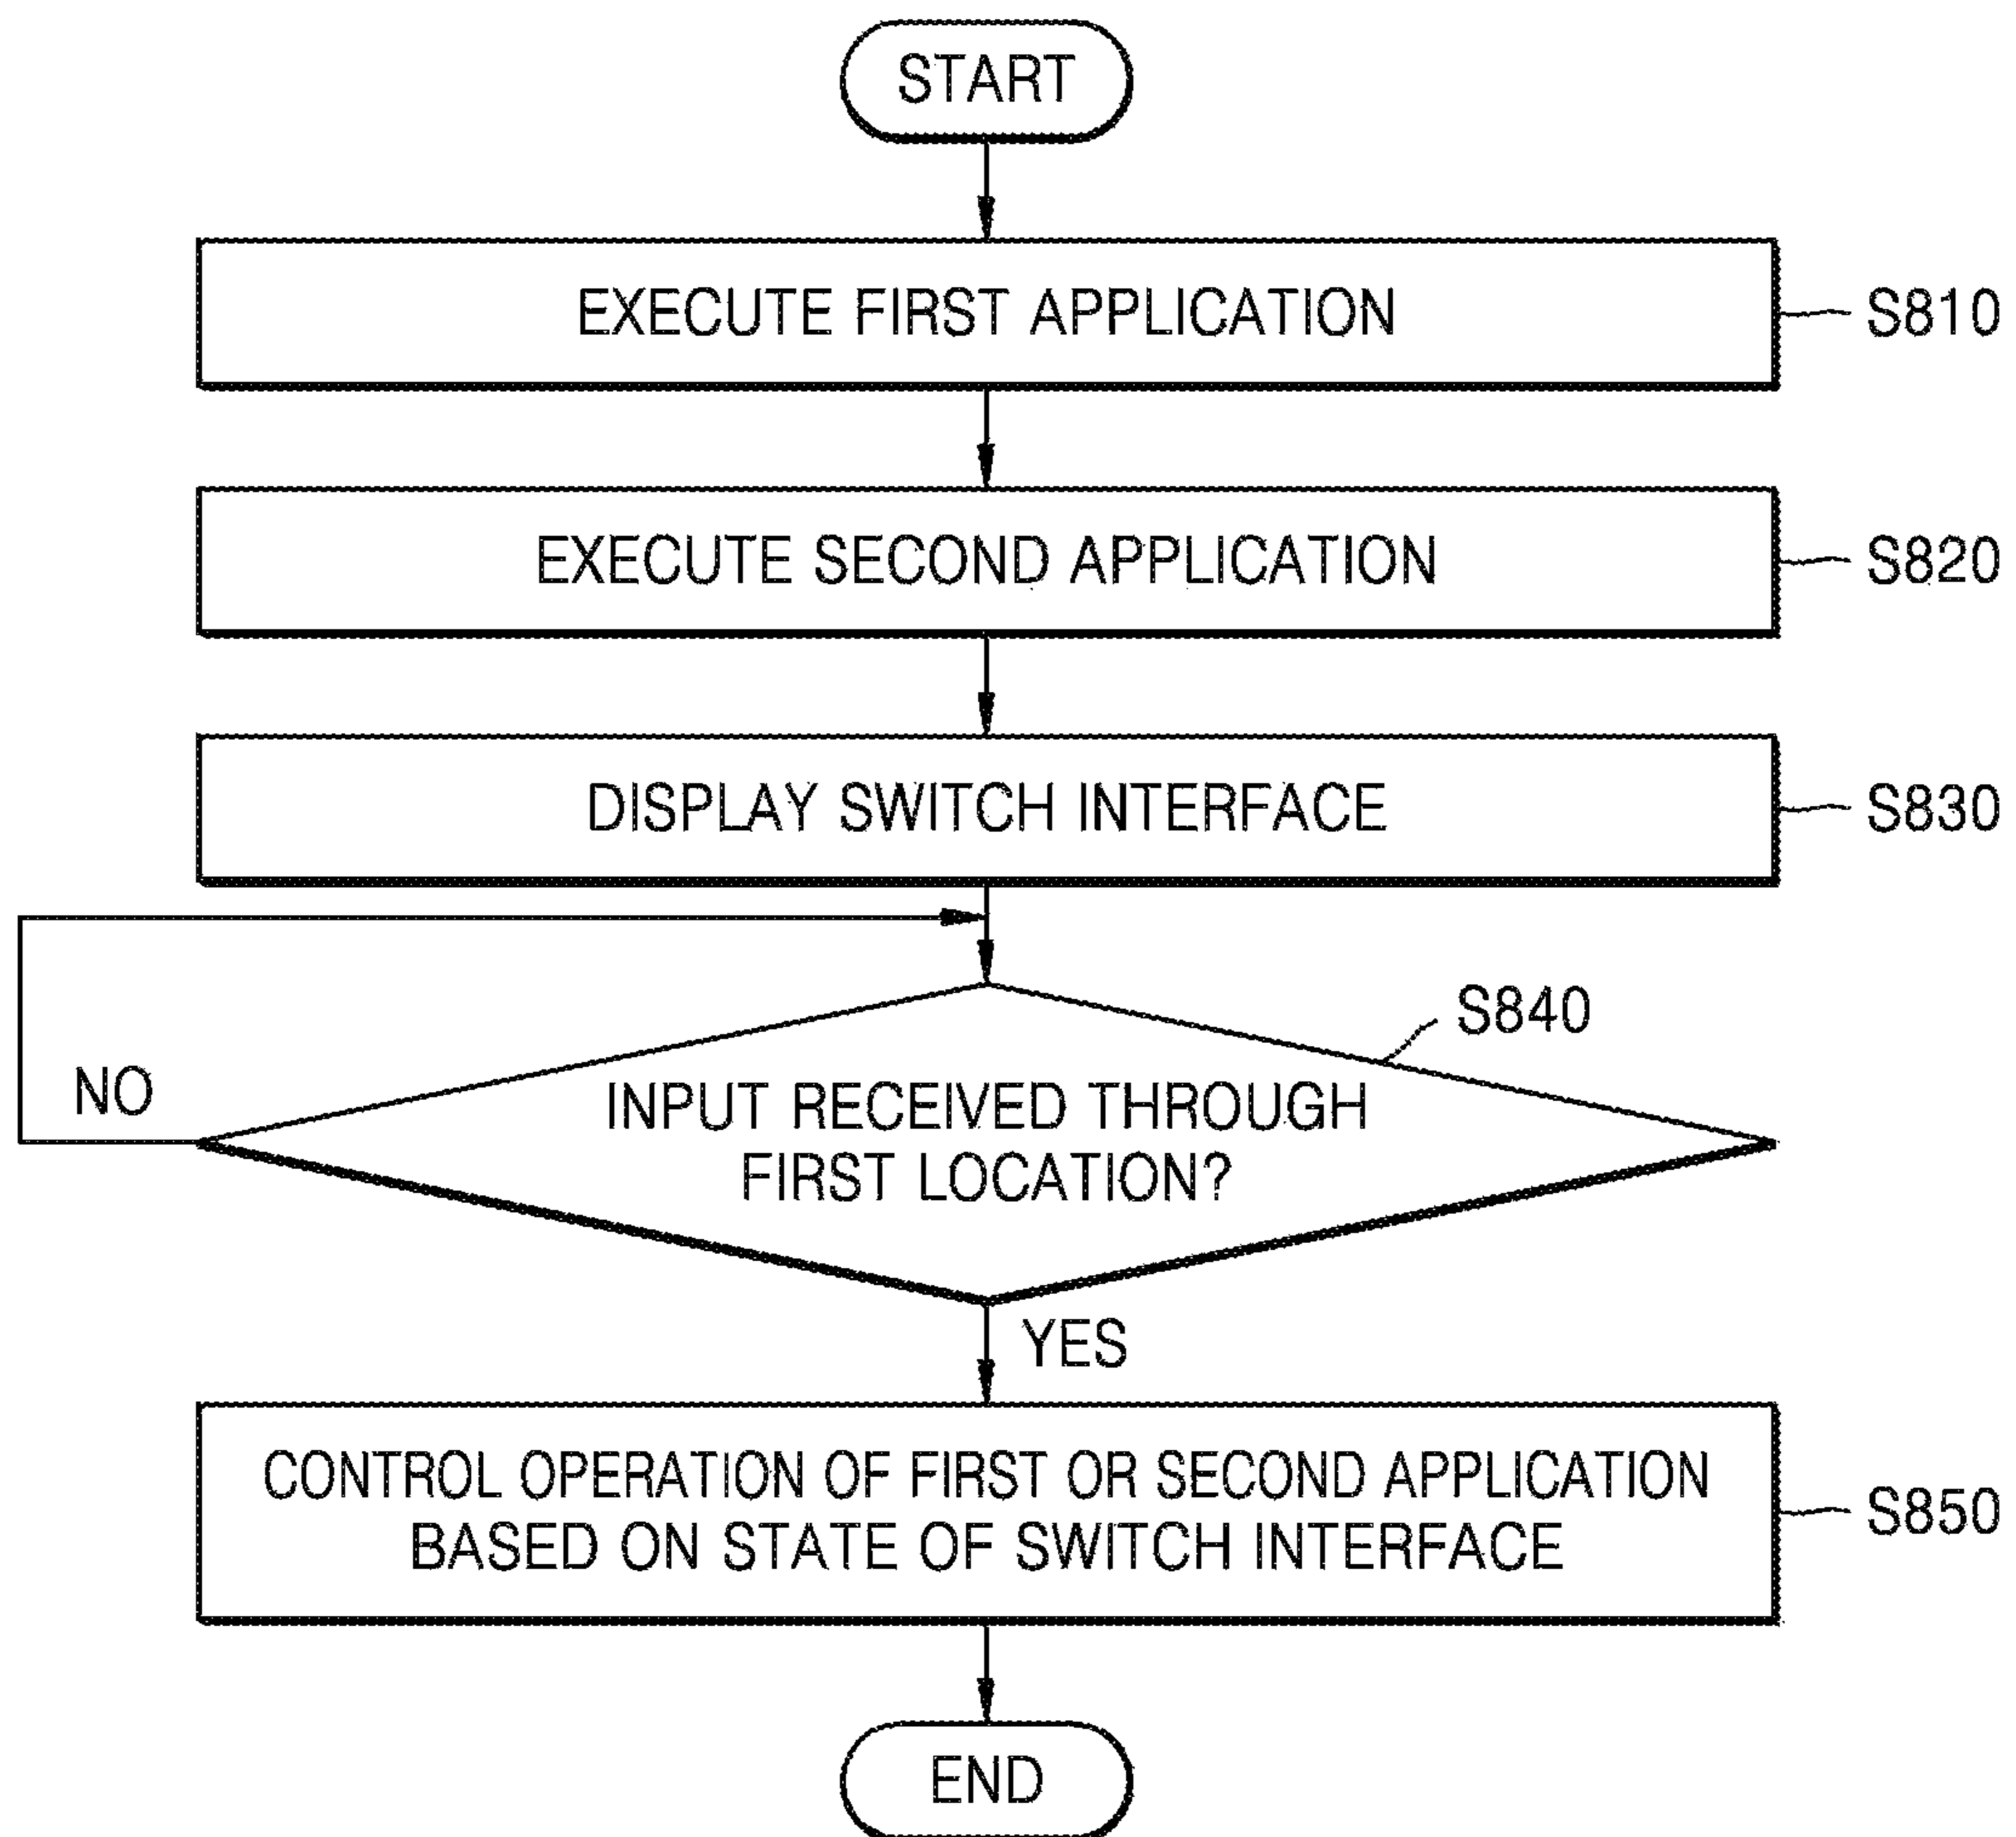 START
EXECUTE FIRST APPLICATION
S810
EXECUTE SECOND APPLICATION
S820
DISPLAY SWITCH INTERFACE
S830
S840
NO
INPUT RECEIVED THROUGH
FIRST LOCATION?
YES
CONTROL OPERATION OF FIRST OR SECOND APPLICATION
BASED ON STATE OF SWITCH INTERFACE
S850
END